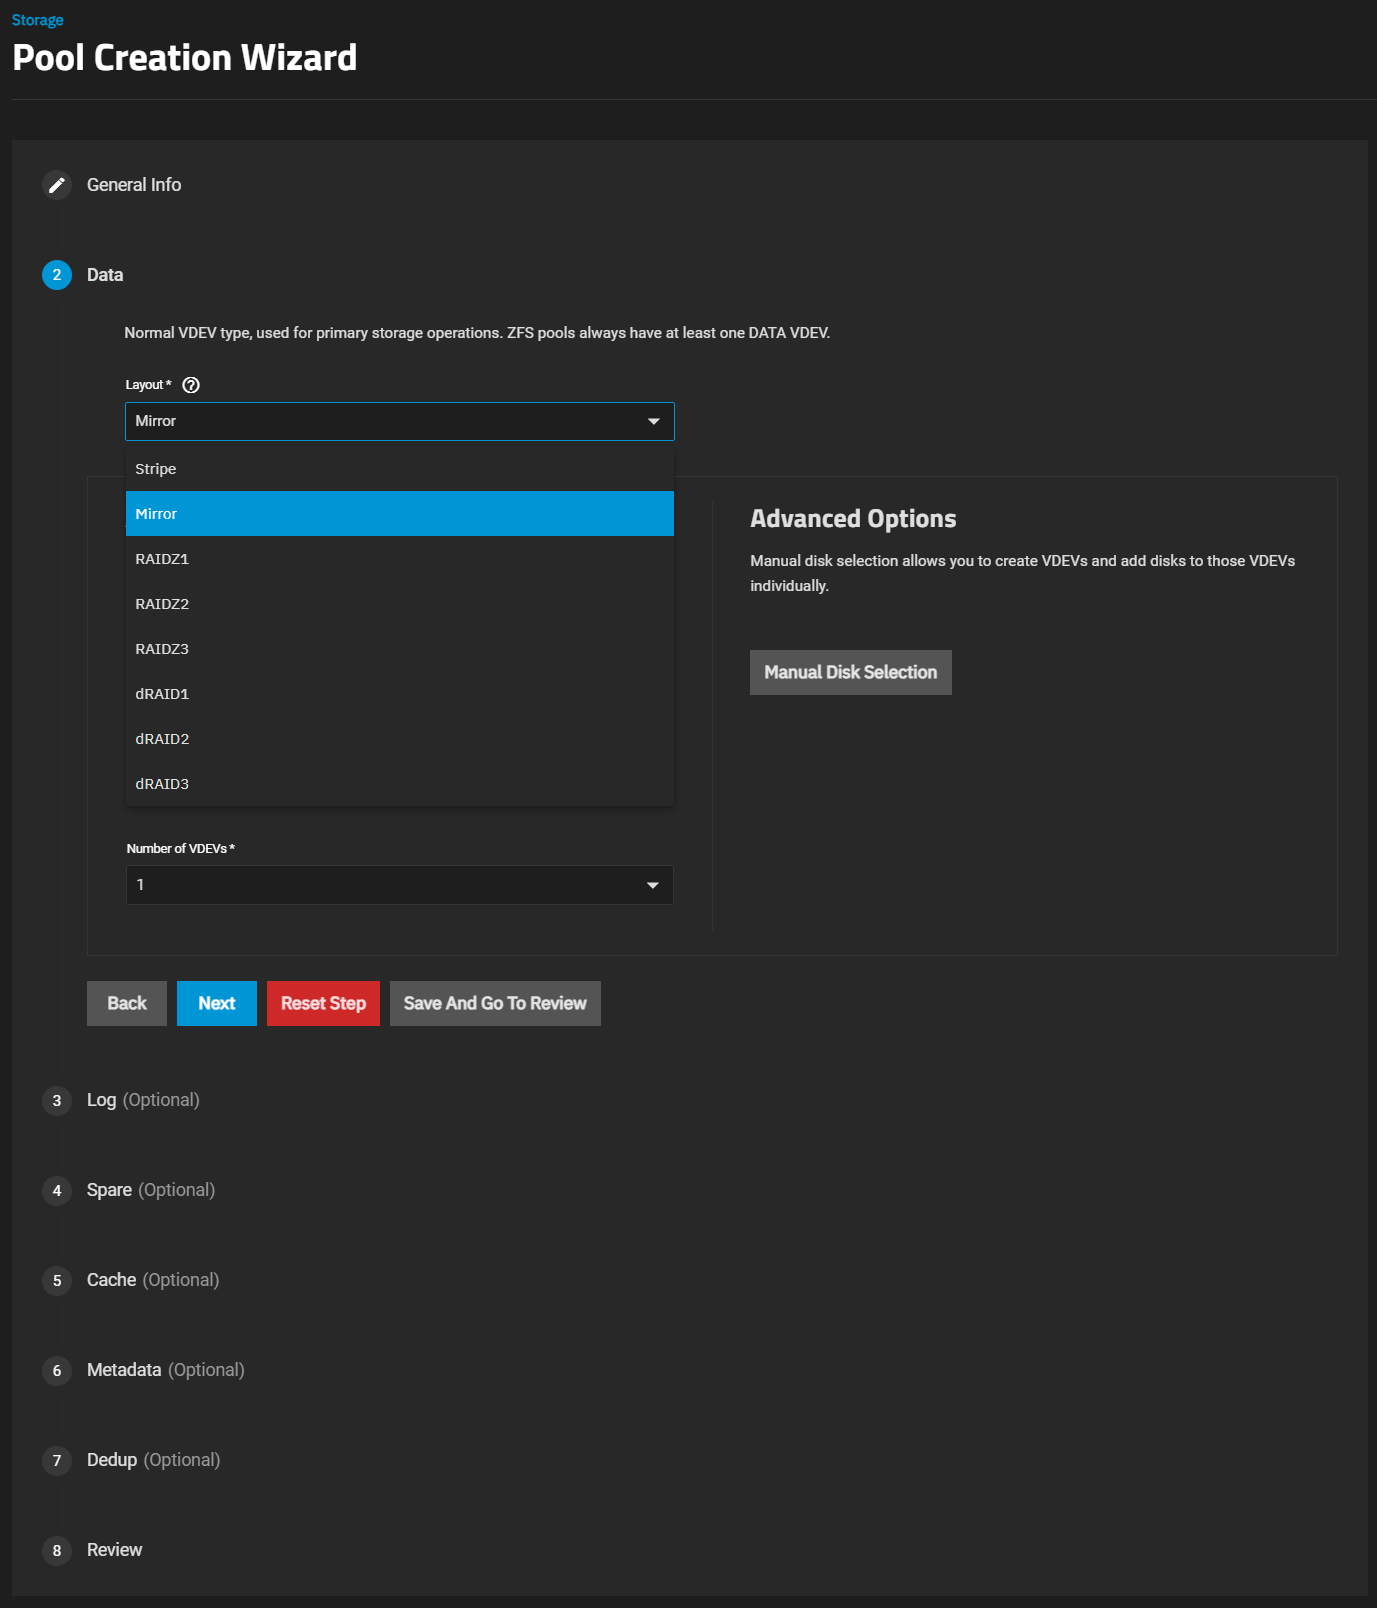 Storage
Pool Creation Wizard
General Info
2 Data
Normal VDEV type, used for primary storage operations. ZFS pools always have at least one DATA VDEV.
Layout *
Mirror
Stripe
Mirror
RAIDZ1
RAIDZ2
RAIDZ3
dRAID1
dRAID2
dRAID3
Number of VDEVs *
1
Advanced Options
Manual disk selection allows you to create VDEVs and add disks to those VDEVs
individually.
Manual Disk Selection
Back Next Reset Step Save And Go To Review
3 Log (Optional)
4 Spare (Optional)
5 Cache (Optional)
6 Metadata (Optional)
7 Dedup (Optional)
8 Review